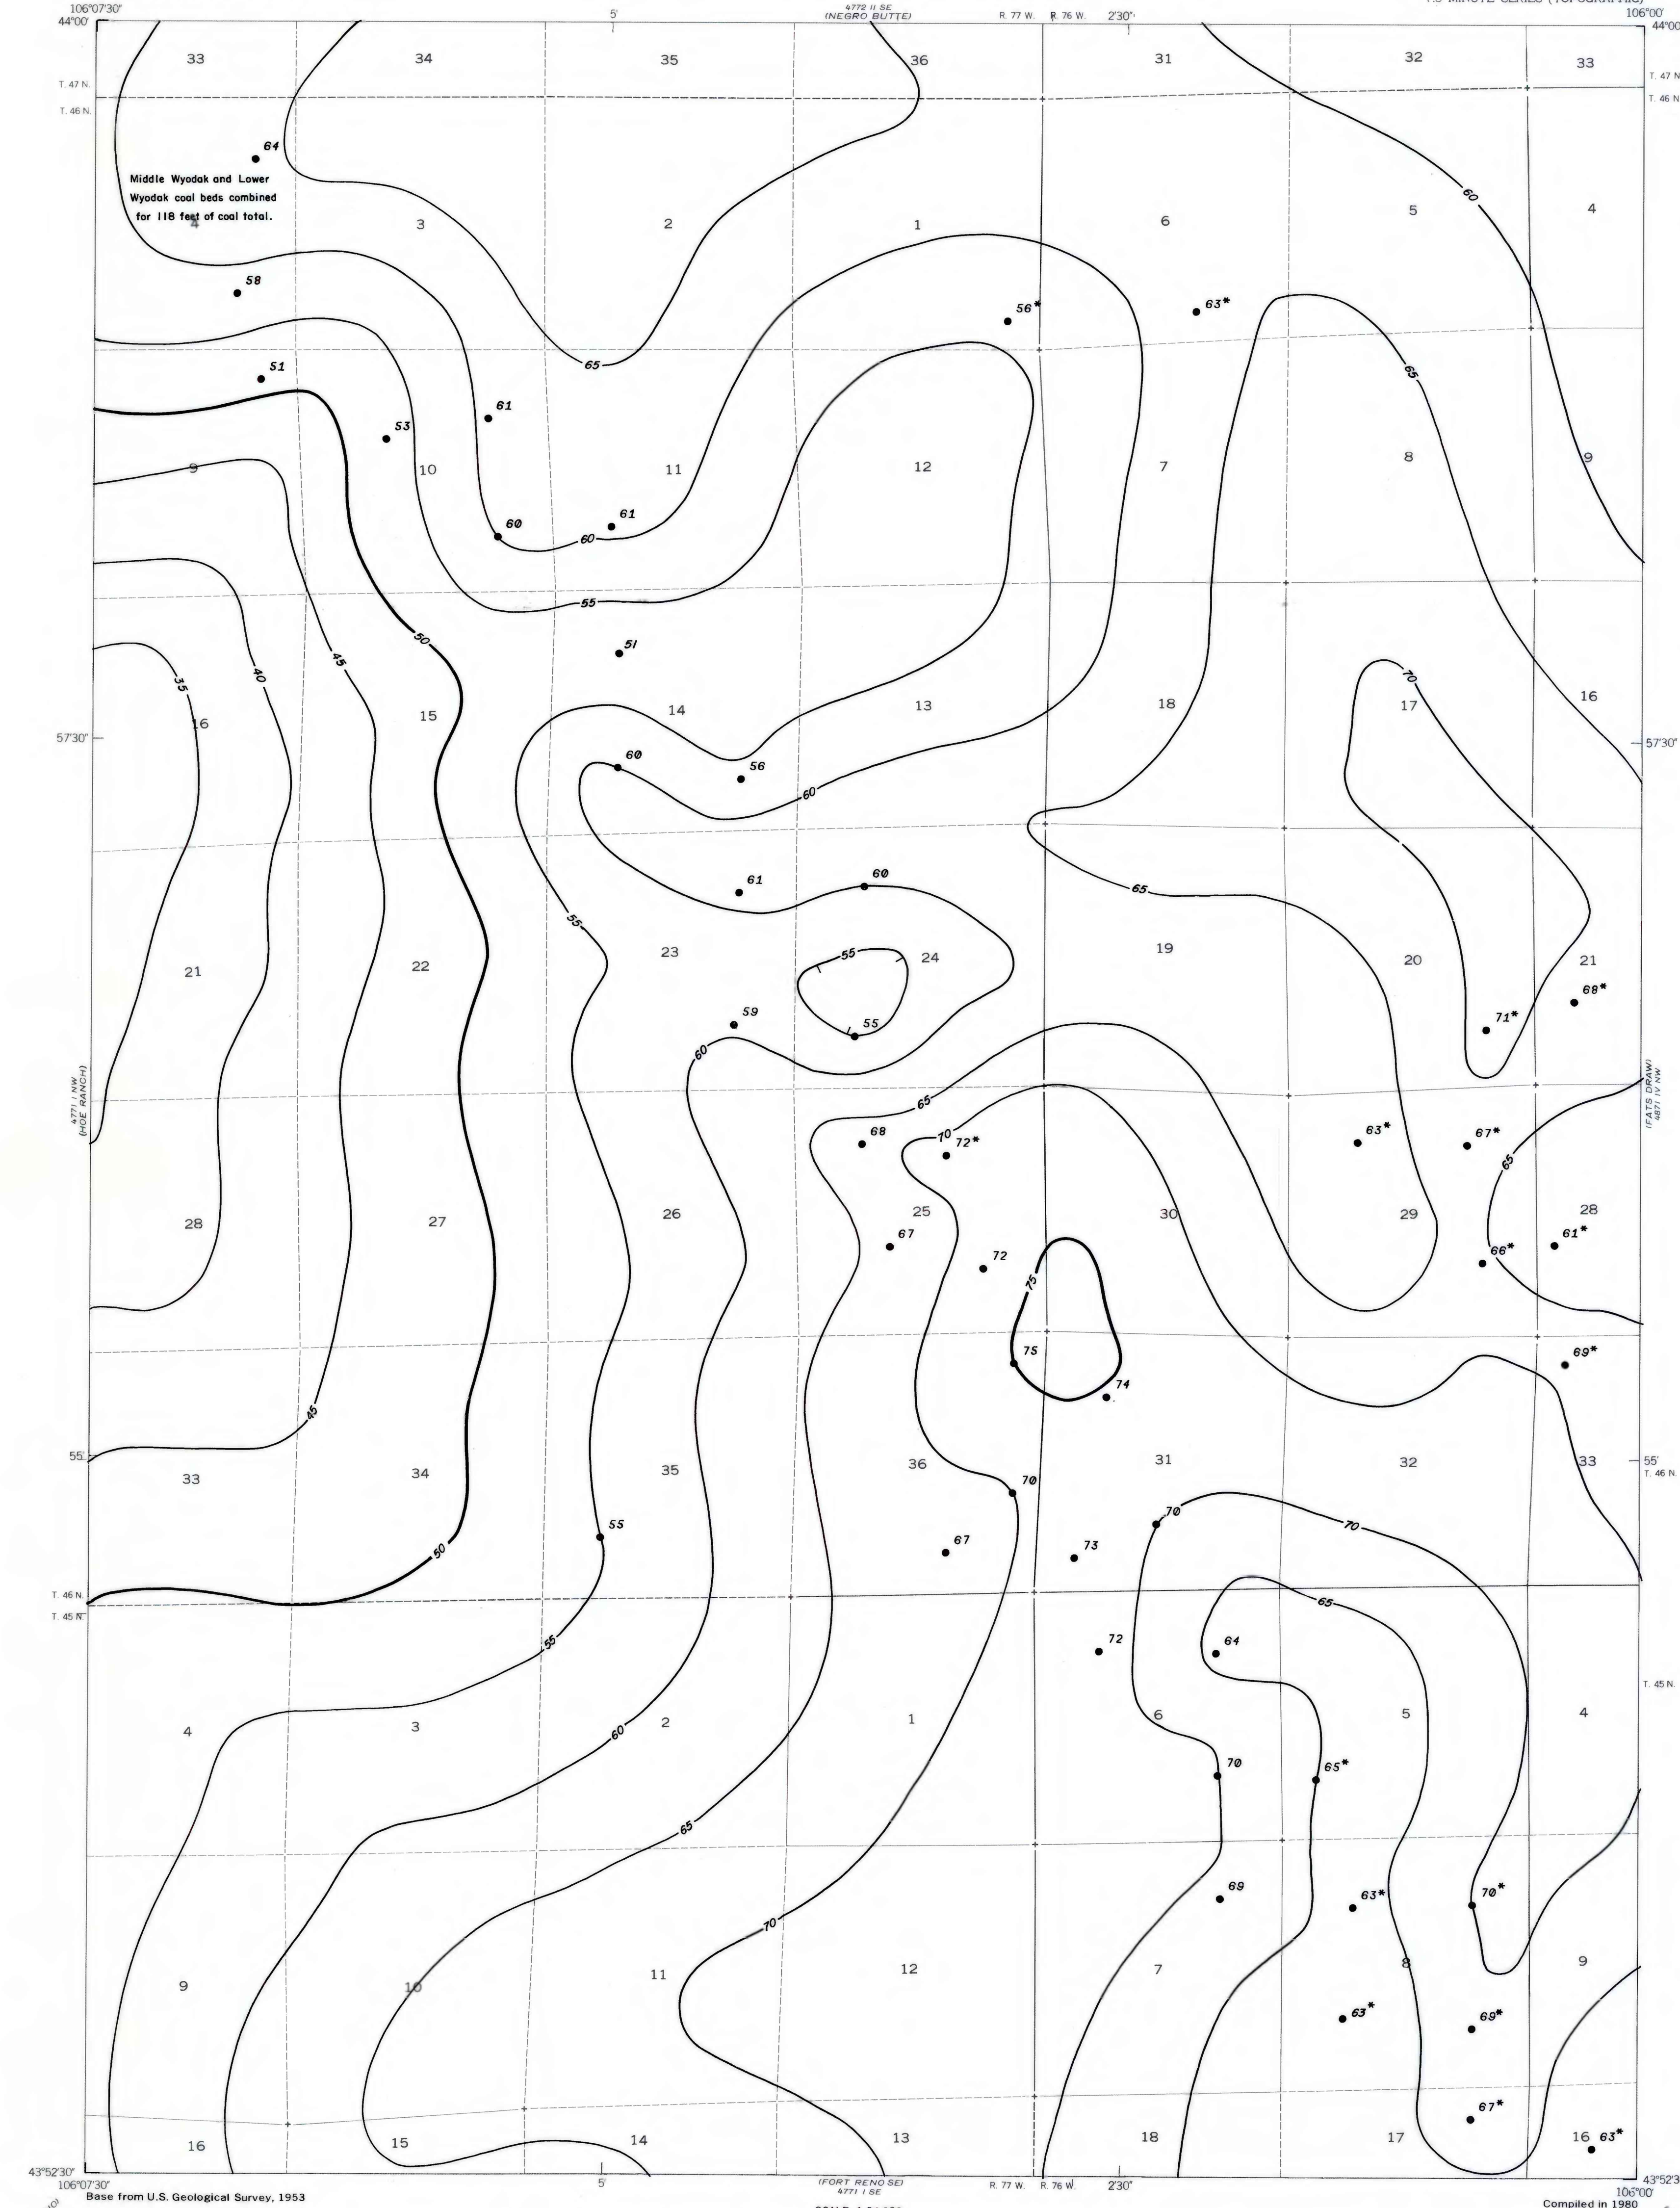 106°07'30"
5'
4772 II SE
(NEGRO BUTTE)
R. 77 W. R. 76 W.
2'30"
106°00'
44°00'
33 34 35 36 31 32 33
T. 47 N.
T. 46 N.
T. 46 N
64
60
Middle Wyodak and Lower
Wyodak coal beds combined
for 118 feet of coal total.
4 3 2 1 6 5 4
58
56*
63*
65
65
51
61
53
9 10 11 12 7 8 9
60
61
60
55
51
50
45
40
35
70
16 15 14 13 18 17 16
57'30"
57'30"
60
56
60
61
60
65
55
21 22 23 24 19 20 21
55
68*
71*
59
55
60
65
4771 I NW
(HOE RANCH)
(FATS DRAW)
4871 IV NW
68
70
72*
63*
67*
65
28 27 26 25 30 29 28
67
72
75
66*
61*
75
69*
74
45
55'
55'
T. 46 N.
33 34 35 36 31 32 33
70
70
70
55
50
67
73
T. 46 N.
T. 45 N.
65
55
72
64
T. 45 N.
4 3 2 1 6 5 4
60
70
65*
65
69
63*
70*
70
9 10 11 12 7 8 9
63*
69*
67*
16 15 14 13 18 17 16
63*
43°52'30"
106°07'30"
5'
(FORT RENO SE)
4771 I SE
R. 77 W. R. 76 W.
2'30"
106°00'
Base from U.S. Geological Survey, 1953
Compiled in 1980